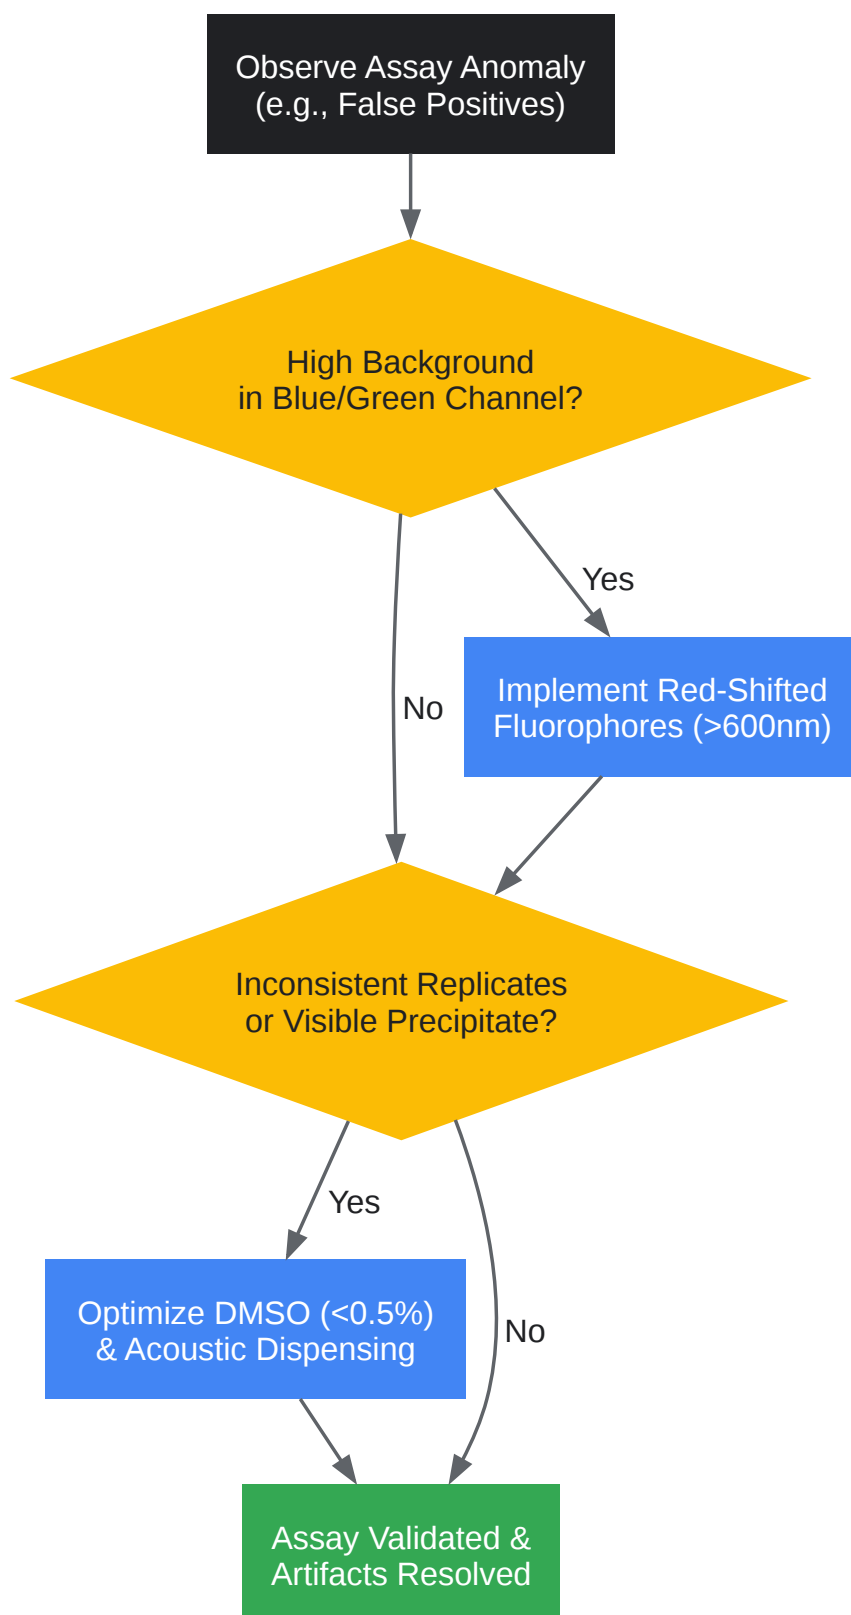 Observe Assay Anomaly
(e.g., False Positives)
High Background
in Blue/Green Channel?
Yes
No
Implement Red-Shifted
Fluorophores (>600nm)
Inconsistent Replicates
or Visible Precipitate?
Yes
No
Optimize DMSO (<0.5%)
& Acoustic Dispensing
Assay Validated &
Artifacts Resolved